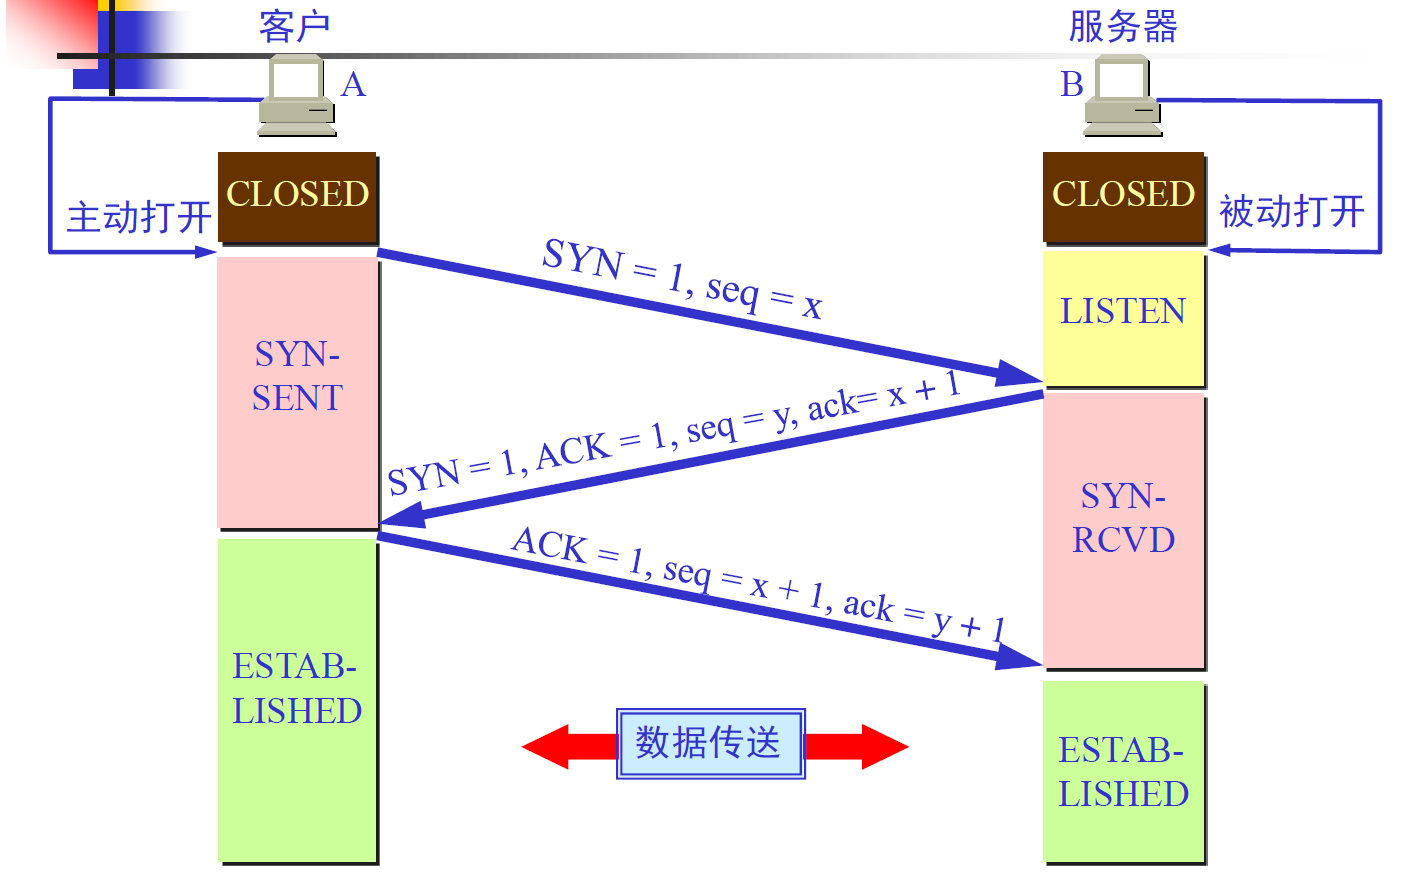 客户
服务器
A
B
CLOSED
CLOSED
主动打开
被动打开
SYN = 1, seq = x
LISTEN
SYN-
SENT
SYN = 1, ACK = 1, seq = y, ack= x + 1
SYN-
RCVD
ACK = 1, seq = x + 1, ack = y + 1
ESTAB-
LISHED
数据传送
ESTAB-
LISHED